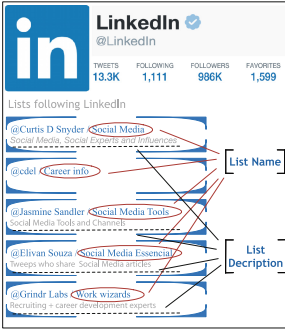 in
LinkedIn
@LinkedIn
TWEETS FOLLOWING FOLLOWERS FAVORITES
13.3K 1,111 986K 1,599
Lists following LinkedIn
@Curtis D Snyder / Social Media
Social Media, Social Experts and Influences
@cdel / Career info
@Jasmine Sandler / Social Media Tools
Social Media Tools and Channels
@Elivan Souza / Social Media Essencial
Tweeps who share Social Media articles
@Grindr Labs / Work wizards
Recruiting + career development experts
List Name
List
Decription